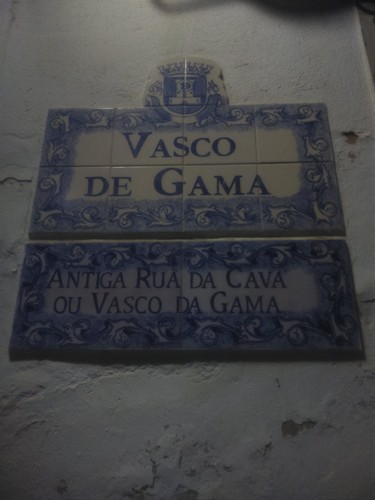 VASCO
DE GAMA
ANTIGA RUA DA CAVA
OU VASCO DA GAMA